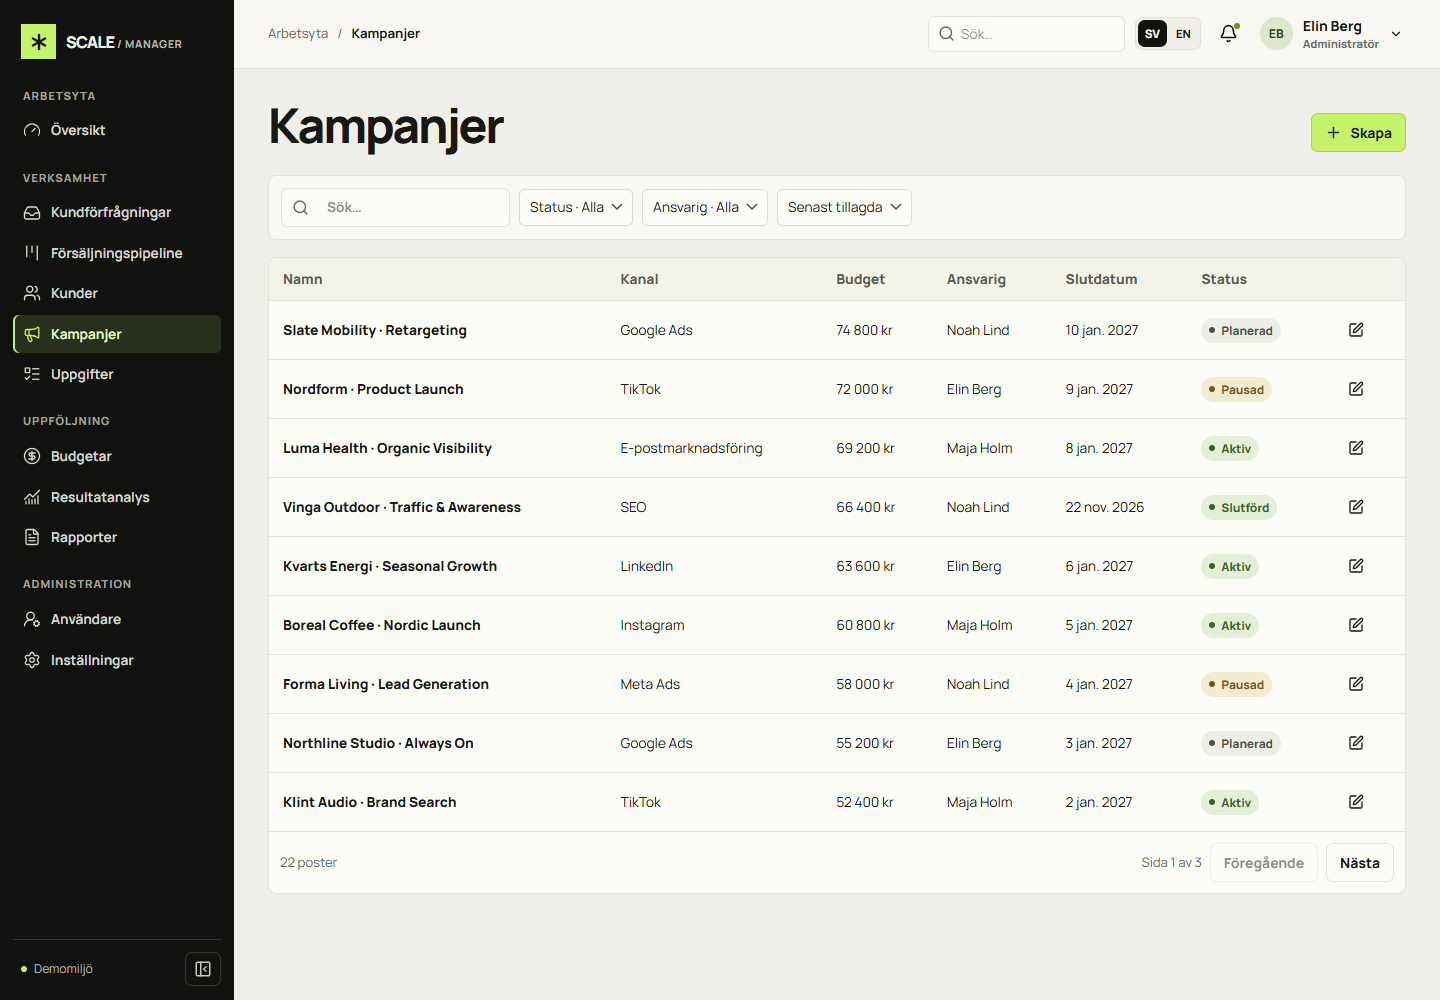 SCALE / MANAGER
ARBETSYTA
Översikt
VERKSAMHET
Kundförfrågningar
Försäljningspipeline
Kunder
Kampanjer
Uppgifter
UPPFÖLJNING
Budgetar
Resultatanalys
Rapporter
ADMINISTRATION
Användare
Inställningar
Demomiljö
Arbetsyta / Kampanjer
Sök...
SV EN
EB
Elin Berg
Administratör
Kampanjer
Skapa
Sök...
Status · Alla
Ansvarig · Alla
Senast tillagda
Namn Kanal Budget Ansvarig Slutdatum Status
Slate Mobility · Retargeting Google Ads 74 800 kr Noah Lind 10 jan. 2027 Planerad
Nordform · Product Launch TikTok 72 000 kr Elin Berg 9 jan. 2027 Pausad
Luma Health · Organic Visibility E-postmarknadsföring 69 200 kr Maja Holm 8 jan. 2027 Aktiv
Vinga Outdoor · Traffic & Awareness SEO 66 400 kr Noah Lind 22 nov. 2026 Slutförd
Kvarts Energi · Seasonal Growth LinkedIn 63 600 kr Elin Berg 6 jan. 2027 Aktiv
Boreal Coffee · Nordic Launch Instagram 60 800 kr Maja Holm 5 jan. 2027 Aktiv
Forma Living · Lead Generation Meta Ads 58 000 kr Noah Lind 4 jan. 2027 Pausad
Northline Studio · Always On Google Ads 55 200 kr Elin Berg 3 jan. 2027 Planerad
Klint Audio · Brand Search TikTok 52 400 kr Maja Holm 2 jan. 2027 Aktiv
22 poster
Sida 1 av 3
Föregående
Nästa